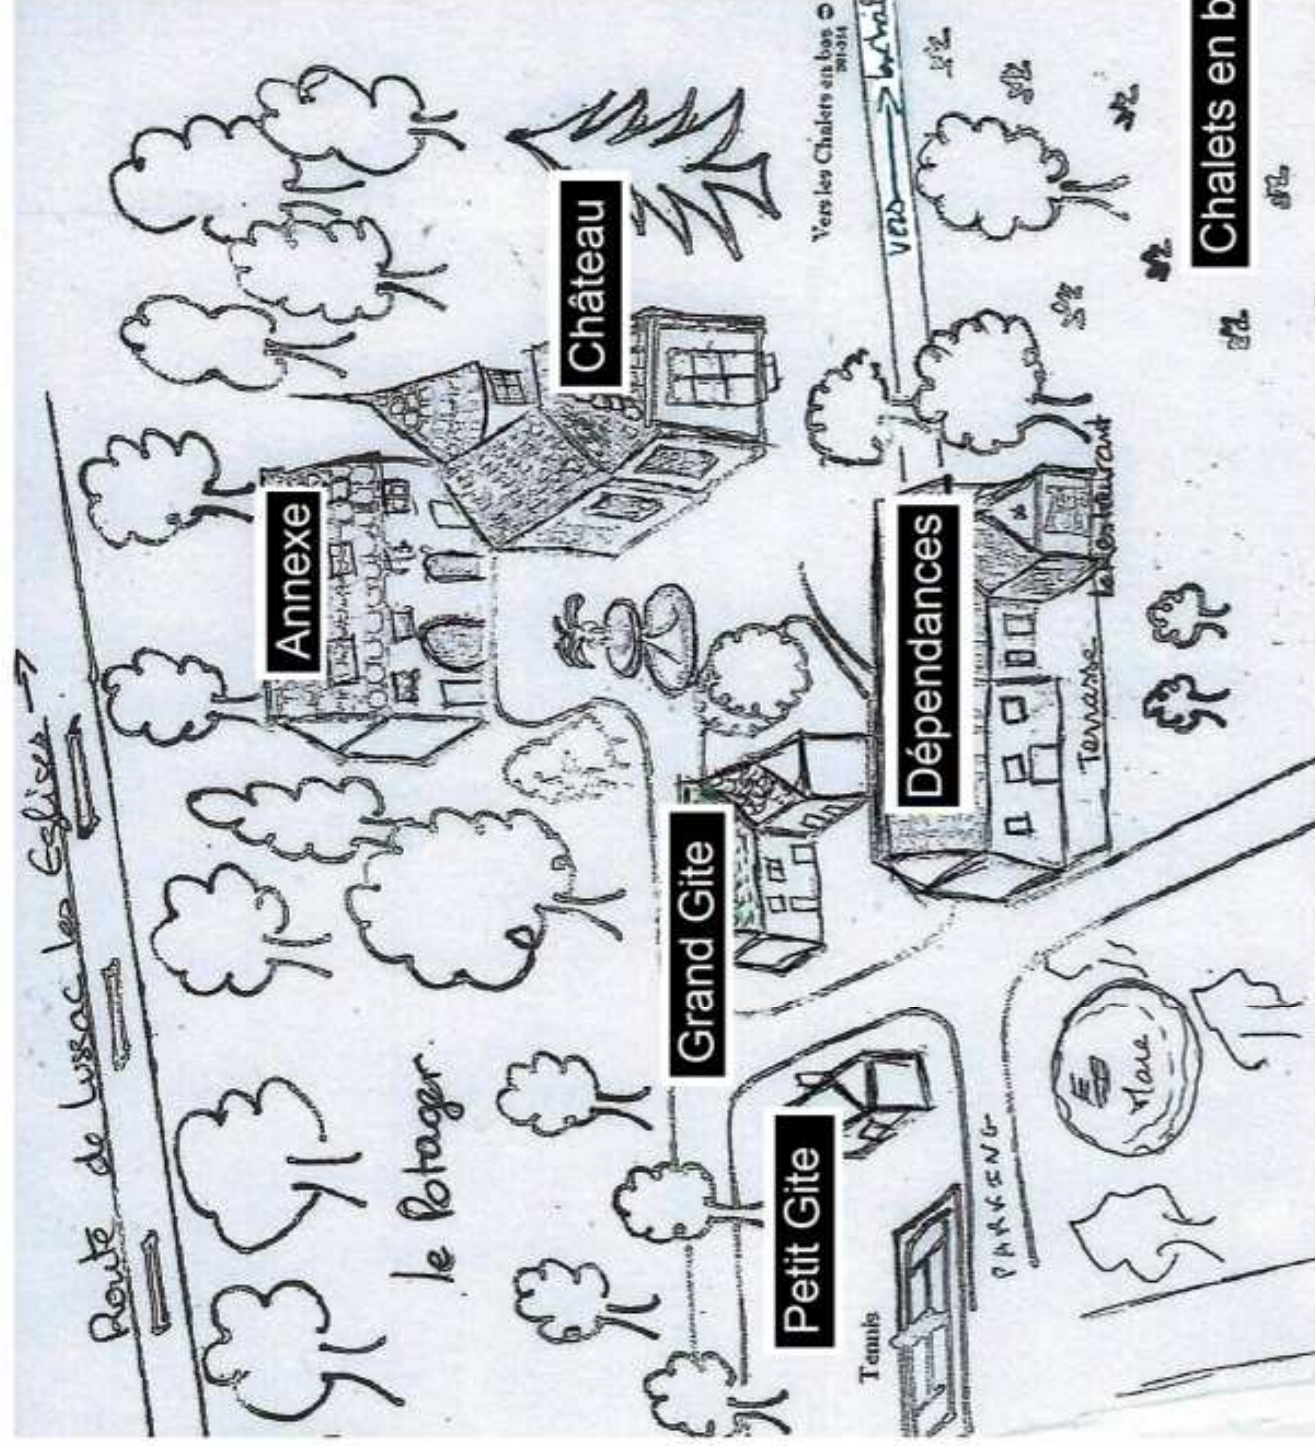 Route de Lussac les Eglises →
Annexe
le Potager.
Château
Grand Gite
Petit Gite
Vers les Chalets en bas
Tennis
vers →
Dépendances
PARKING
Terrasse
le Restaurant
Mare
Chalets en b